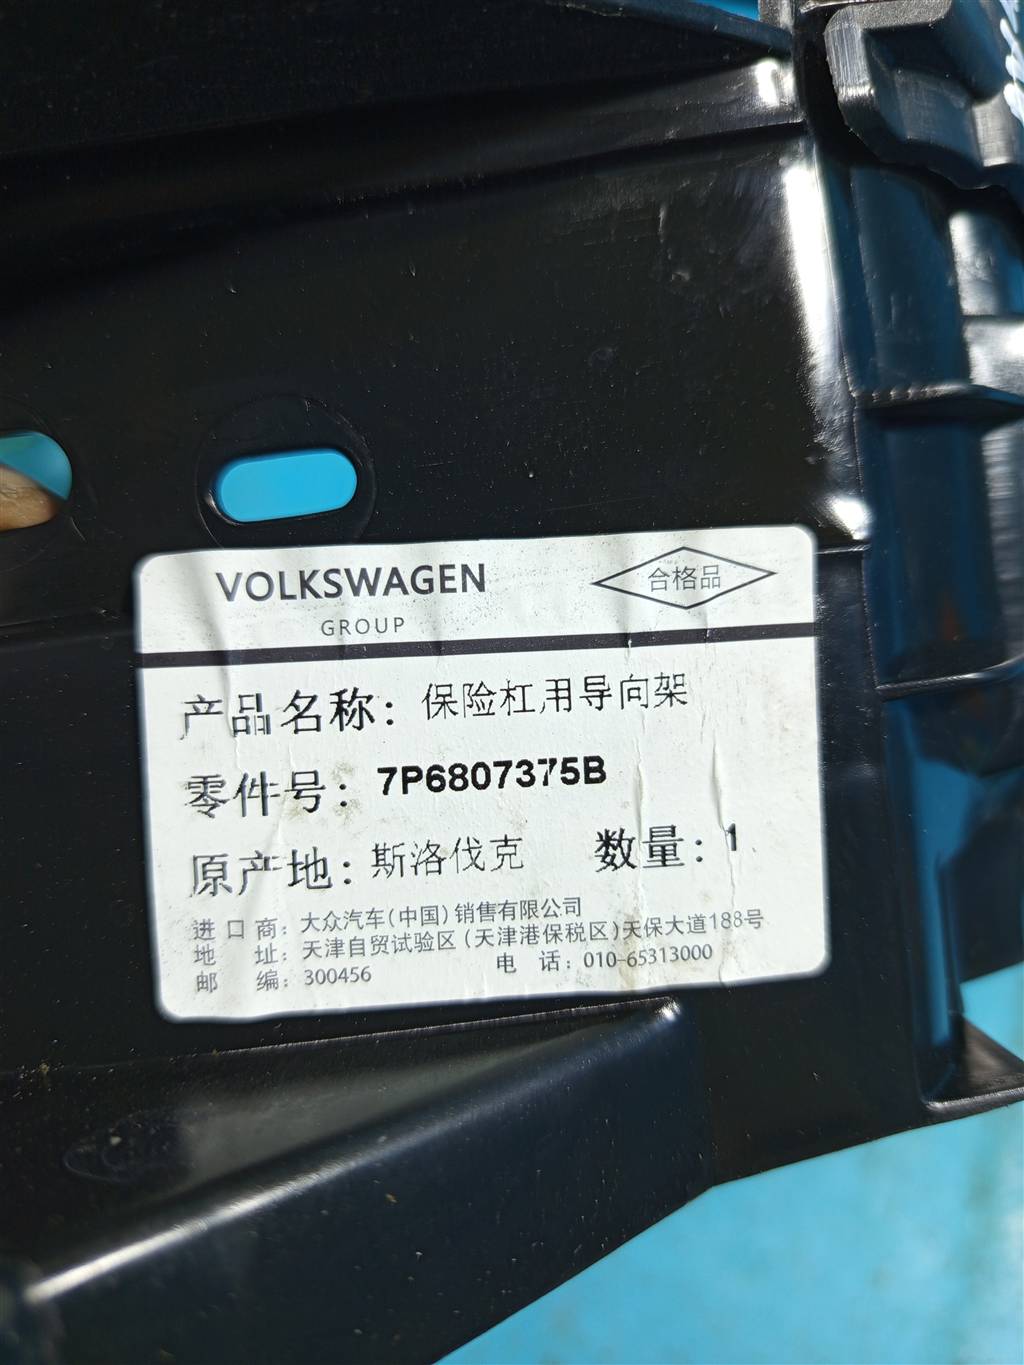 VOLKSWAGEN
GROUP
合格品
产品名称：保险杠用导向架
零件号：7P6807375B
原产地：斯洛伐克 数量：1
进口商：大众汽车（中国）销售有限公司
地址：天津自贸试验区（天津港保税区）天保大道188号
邮编：300456 电话：010-65313000